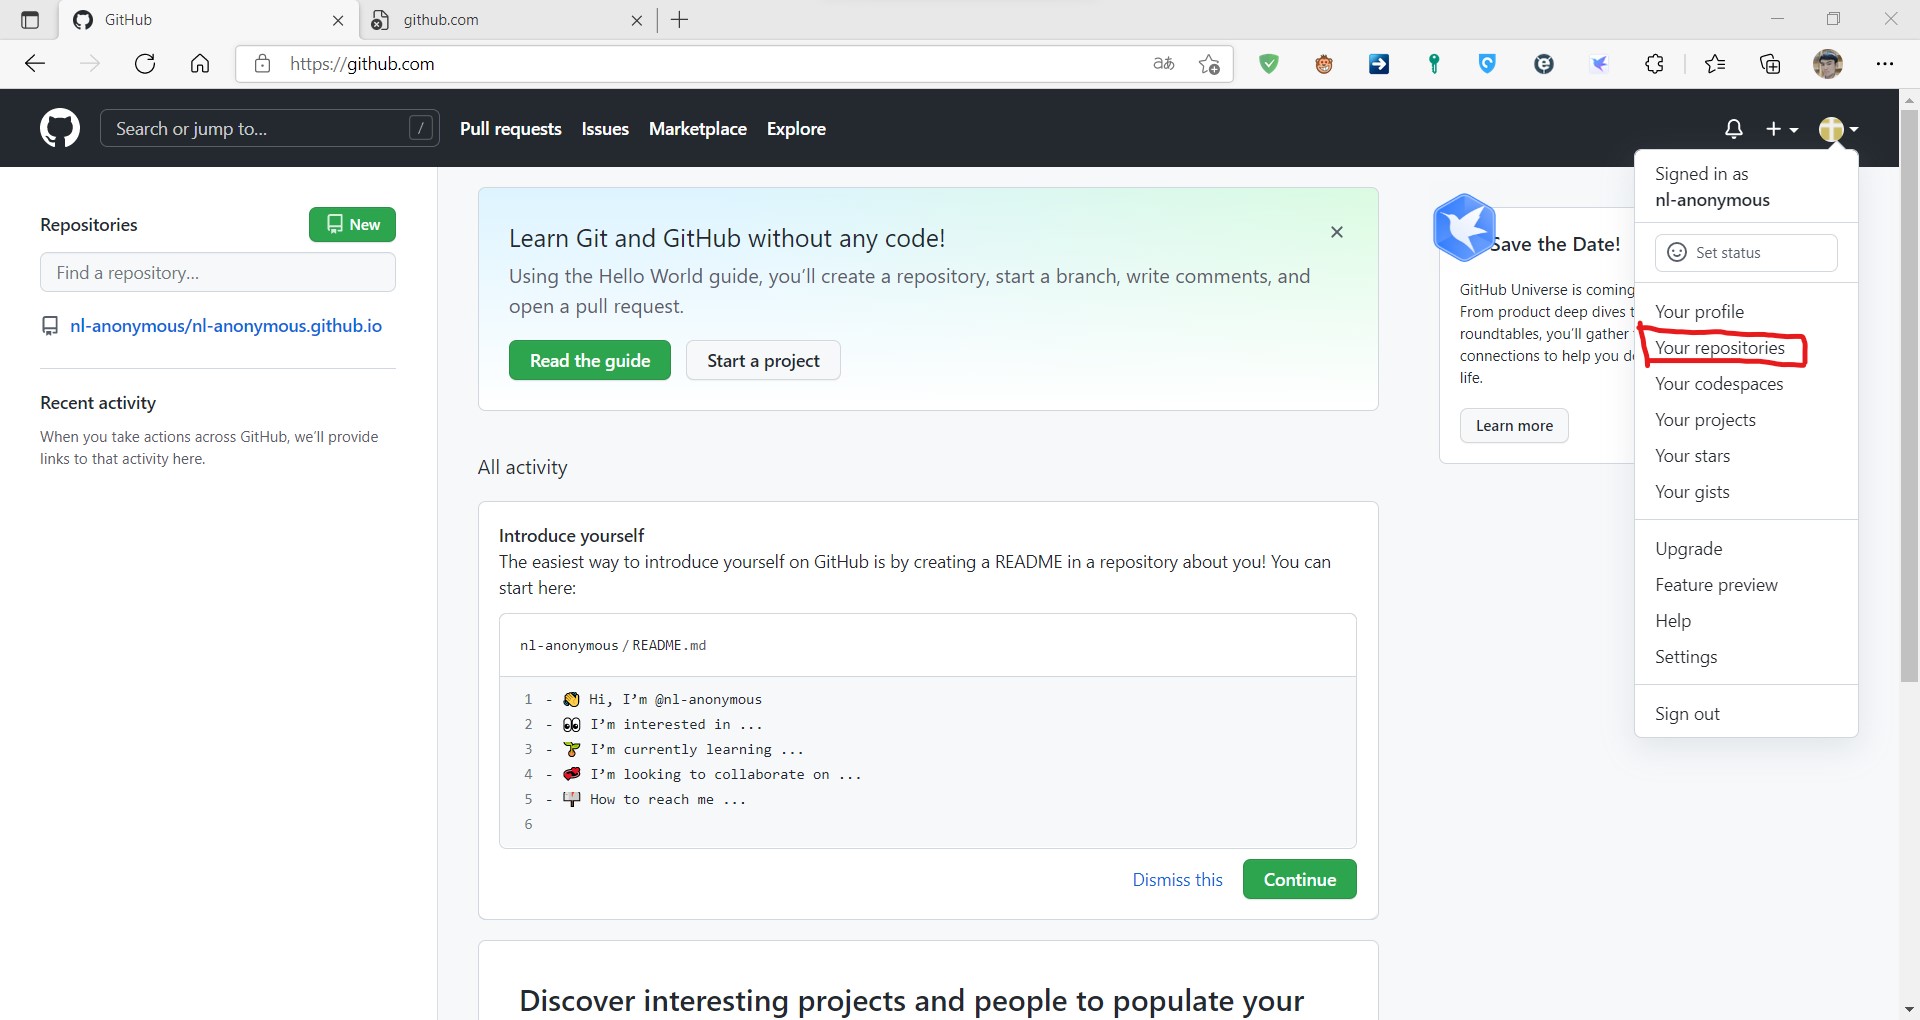 GitHub
github.com
https://github.com
aあ
Search or jump to...
/
Pull requests
Issues
Marketplace
Explore
Repositories
New
Find a repository...
nl-anonymous/nl-anonymous.github.io
Recent activity
When you take actions across GitHub, we'll provide
links to that activity here.
Learn Git and GitHub without any code!
Using the Hello World guide, you'll create a repository, start a branch, write comments, and
open a pull request.
Read the guide
Start a project
All activity
Introduce yourself
The easiest way to introduce yourself on GitHub is by creating a README in a repository about you! You can
start here:
nl-anonymous / README.md
1 - 👋 Hi, I'm @nl-anonymous
2 - 👀 I'm interested in ...
3 - 🌱 I'm currently learning ...
4 - 💞️ I'm looking to collaborate on ...
5 - 📫 How to reach me ...
6
Dismiss this
Continue
Discover interesting projects and people to populate your
Save the Date!
GitHub Universe is coming
From product deep dives t
roundtables, you'll gather
connections to help you de
life.
Learn more
Signed in as
nl-anonymous
Set status
Your profile
Your repositories
Your codespaces
Your projects
Your stars
Your gists
Upgrade
Feature preview
Help
Settings
Sign out